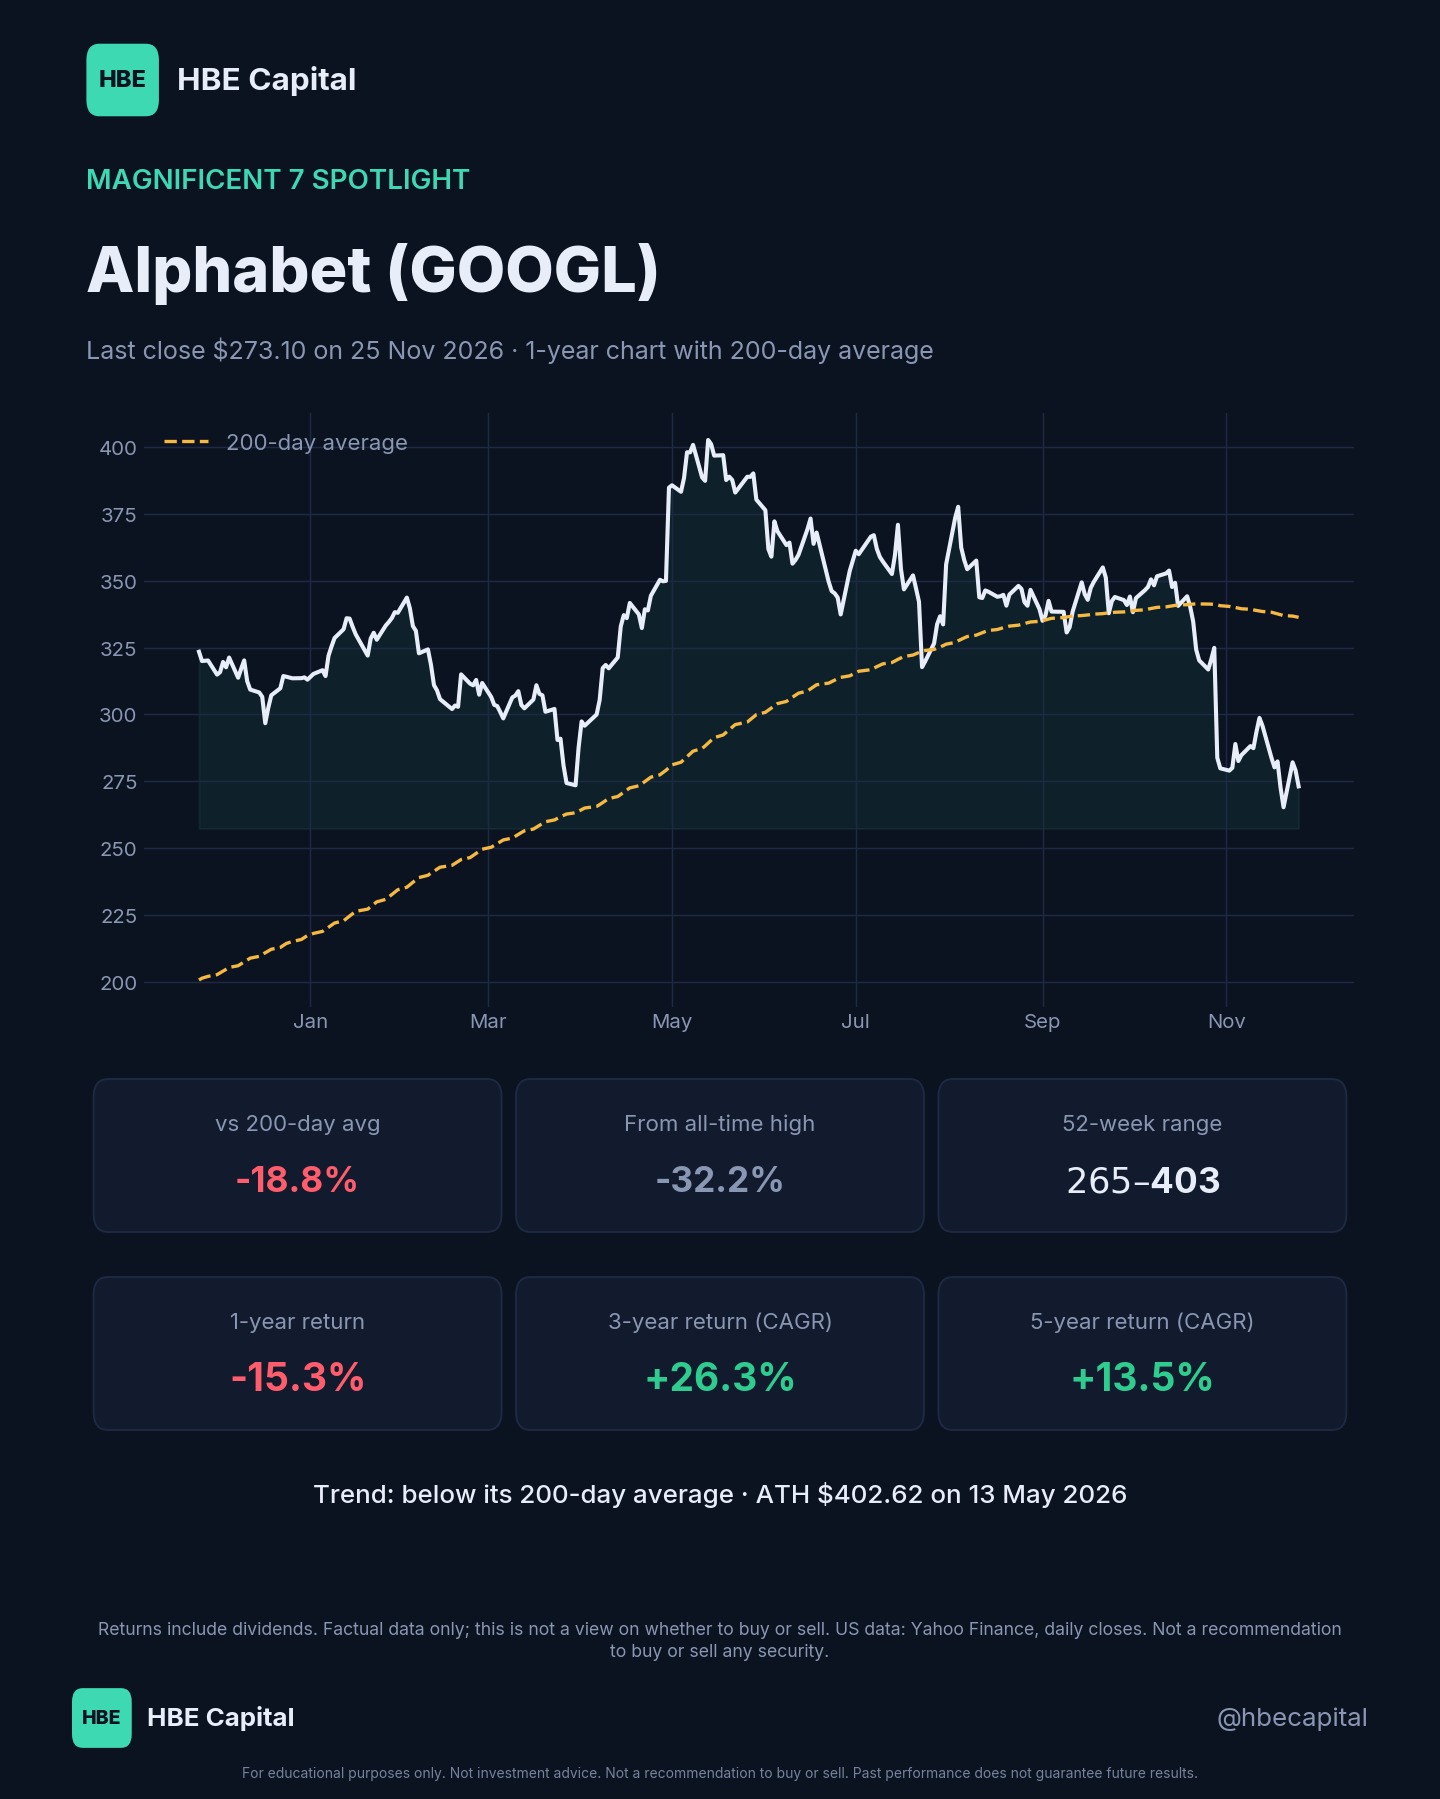 HBE HBE Capital
MAGNIFICENT 7 SPOTLIGHT
Alphabet (GOOGL)
Last close $273.10 on 25 Nov 2026 · 1-year chart with 200-day average
200-day average
400
375
350
325
300
275
250
225
200
Jan Mar May Jul Sep Nov
vs 200-day avg
-18.8%
From all-time high
-32.2%
52-week range
265–403
1-year return
-15.3%
3-year return (CAGR)
+26.3%
5-year return (CAGR)
+13.5%
Trend: below its 200-day average · ATH $402.62 on 13 May 2026
Returns include dividends. Factual data only; this is not a view on whether to buy or sell. US data: Yahoo Finance, daily closes. Not a recommendation
to buy or sell any security.
HBE HBE Capital
@hbecapital
For educational purposes only. Not investment advice. Not a recommendation to buy or sell. Past performance does not guarantee future results.